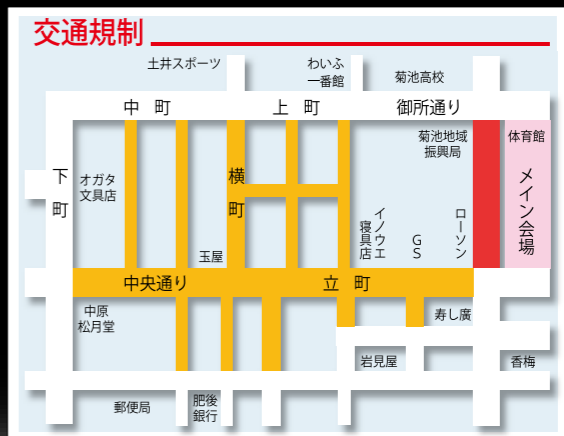 交通規制
土井スポーツ
わいふ
一番館
菊池高校
中 町
上 町
御所通り
菊池地域
振興局
体育館
下
町
オガタ
文具店
横
町
メイン会場
イノウエ
寝具店
GS
ローソン
玉屋
中央通り
立 町
中原
松月堂
寿し廣
岩見屋
香梅
郵便局
肥後
銀行